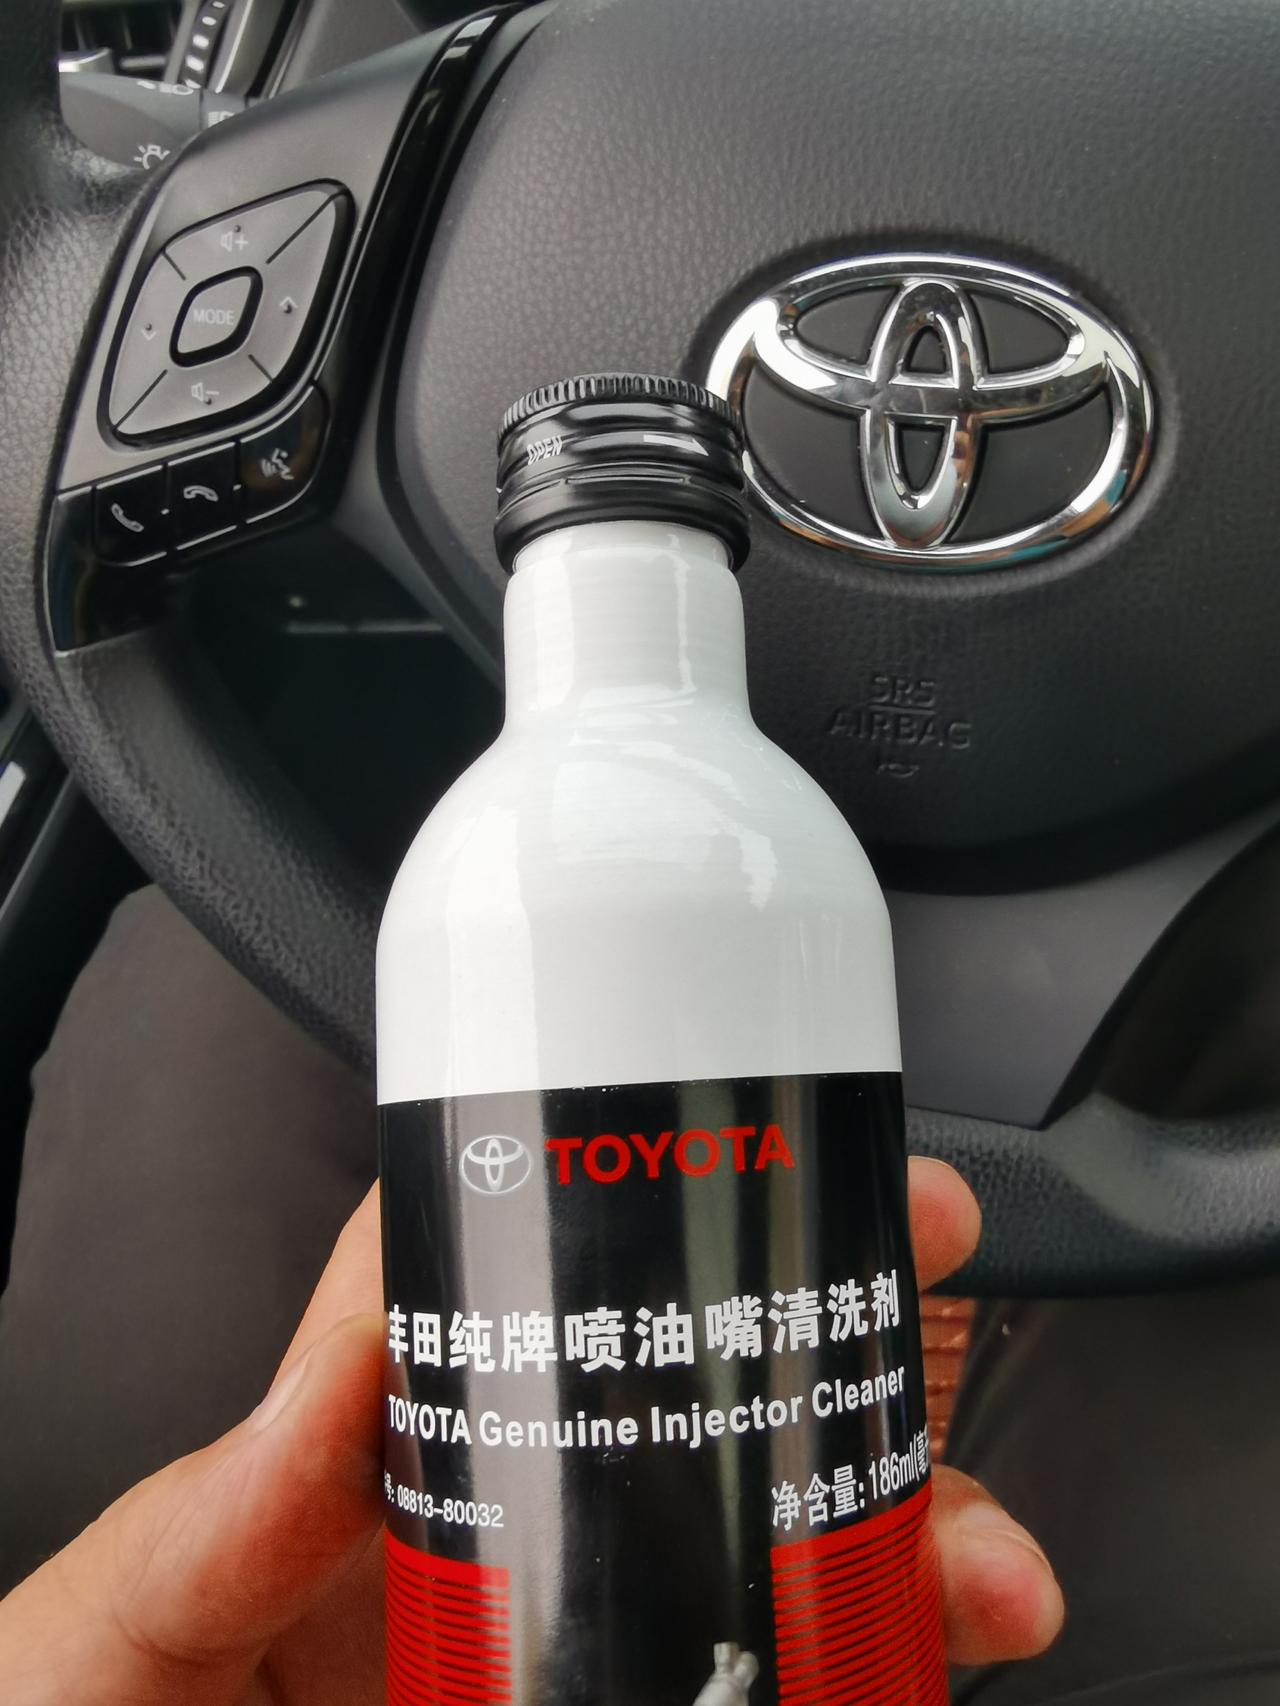 MODE
OPEN
SRS
AIRBAG
TOYOTA
丰田纯牌喷油嘴清洗剂
TOYOTA Genuine Injector Cleaner
号: 08813-80032
净含量: 186ml(毫